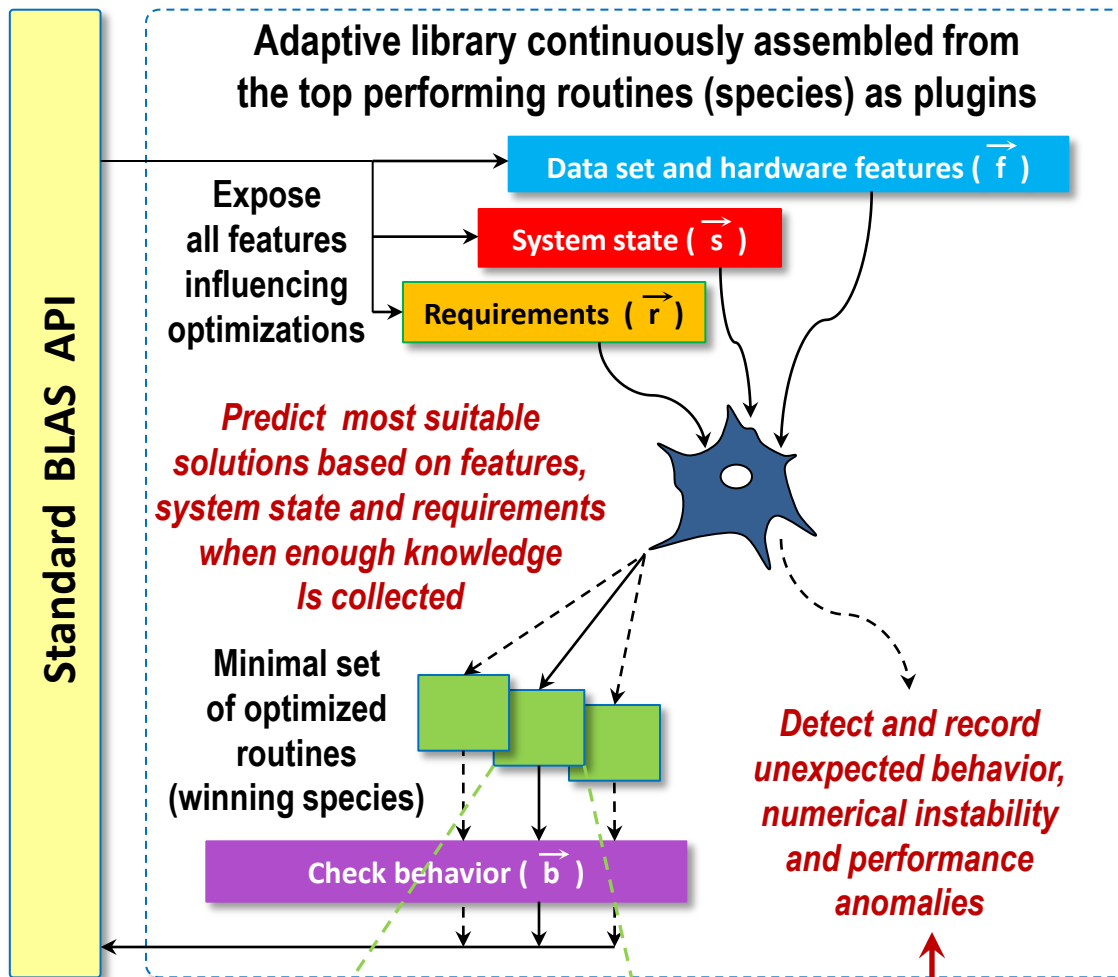 Standard BLAS API
Adaptive library continuously assembled from
the top performing routines (species) as plugins
Data set and hardware features ( f )
Expose
all features
influencing
optimizations
System state ( s )
Requirements ( r )
Predict most suitable
solutions based on features,
system state and requirements
when enough knowledge
Is collected
Minimal set
of optimized
routines
(winning species)
Detect and record
unexpected behavior,
numerical instability
and performance
anomalies
Check behavior ( b )